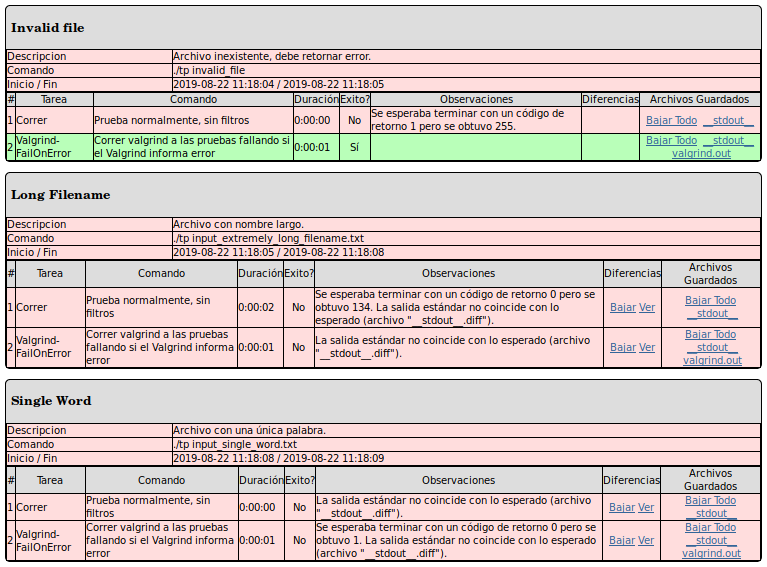 Invalid file
Descripcion Archivo inexistente, debe retornar error.
Comando ./tp invalid_file
Inicio / Fin 2019-08-22 11:18:04 / 2019-08-22 11:18:05
# Tarea Comando Duración Exito? Observaciones Diferencias Archivos Guardados
1 Correr Prueba normalmente, sin filtros 0:00:00 No Se esperaba terminar con un código de
retorno 1 pero se obtuvo 255.
Bajar Todo __stdout__
2 Valgrind-
FailOnError
Correr valgrind a las pruebas fallando si
el Valgrind informa error
0:00:01 Sí
Bajar Todo __stdout__
valgrind.out
Long Filename
Descripcion Archivo con nombre largo.
Comando ./tp input_extremely_long_filename.txt
Inicio / Fin 2019-08-22 11:18:05 / 2019-08-22 11:18:08
# Tarea Comando Duración Exito? Observaciones Diferencias Archivos
Guardados
1 Correr
Prueba normalmente, sin
filtros
0:00:02 No
Se esperaba terminar con un código de retorno 0 pero se
obtuvo 134. La salida estándar no coincide con lo
esperado (archivo "__stdout__.diff").
Bajar Ver
Bajar Todo
__stdout__
2 Valgrind-
FailOnError
Correr valgrind a las pruebas
fallando si el Valgrind informa
error
0:00:01 No
La salida estándar no coincide con lo esperado (archivo
"__stdout__.diff").
Bajar Ver
Bajar Todo
__stdout__
valgrind.out
Single Word
Descripcion Archivo con una única palabra.
Comando ./tp input_single_word.txt
Inicio / Fin 2019-08-22 11:18:08 / 2019-08-22 11:18:09
# Tarea Comando Duración Exito? Observaciones Diferencias Archivos
Guardados
1 Correr
Prueba normalmente, sin
filtros
0:00:00 No
La salida estándar no coincide con lo esperado (archivo
"__stdout__.diff").
Bajar Ver
Bajar Todo
__stdout__
2 Valgrind-
FailOnError
Correr valgrind a las pruebas
fallando si el Valgrind informa
error
0:00:01 No
Se esperaba terminar con un código de retorno 0 pero se
obtuvo 1. La salida estándar no coincide con lo esperado
(archivo "__stdout__.diff").
Bajar Ver
Bajar Todo
__stdout__
valgrind.out